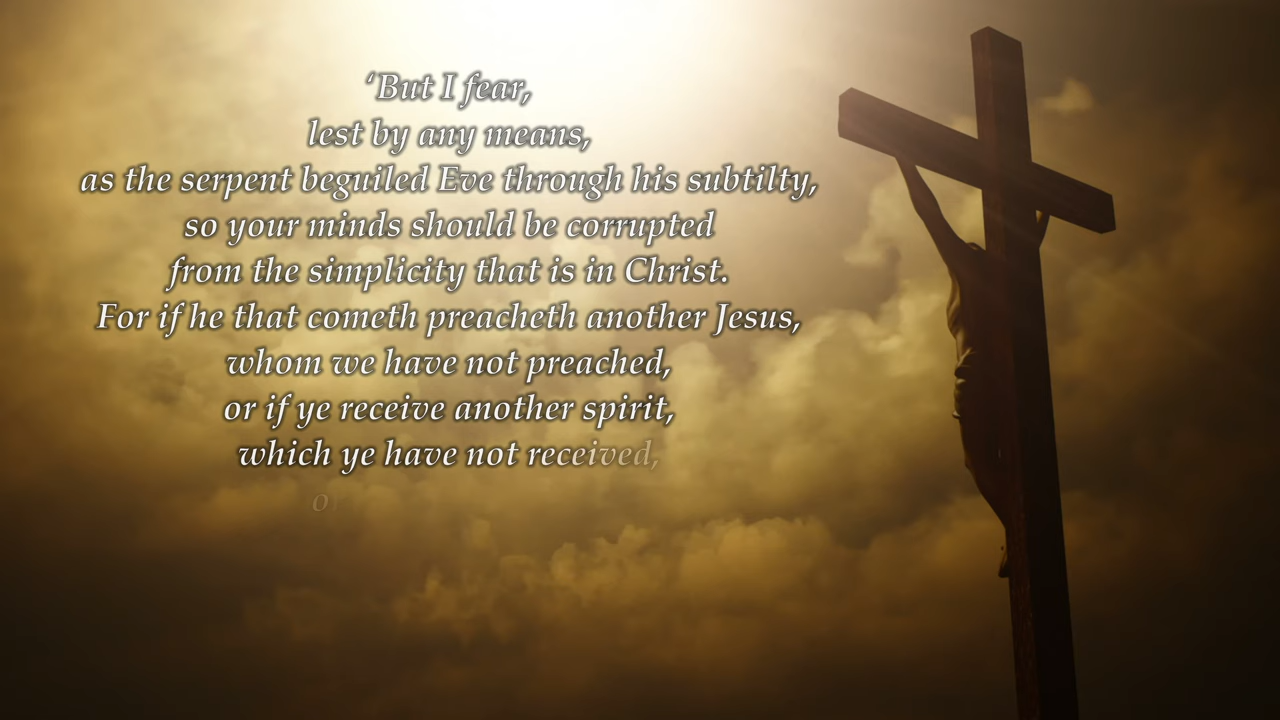 ‘But I fear,
lest by any means,
as the serpent beguiled Eve through his subtilty,
so your minds should be corrupted
from the simplicity that is in Christ.
For if he that cometh preacheth another Jesus,
whom we have not preached,
or if ye receive another spirit,
which ye have not received,